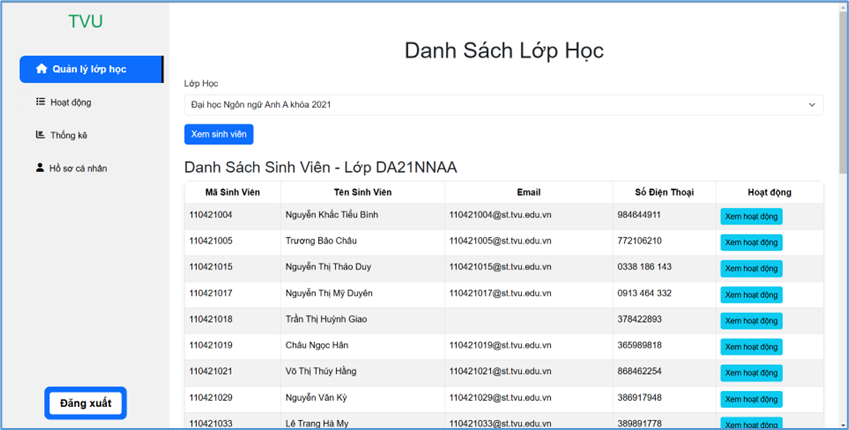 TVU
Quản lý lớp học
Hoạt động
Thống kê
Hồ sơ cá nhân
Đăng xuất
Danh Sách Lớp Học
Lớp Học
Đại học Ngôn ngữ Anh A khóa 2021
Xem sinh viên
Danh Sách Sinh Viên - Lớp DA21NNAA
Mã Sinh Viên Tên Sinh Viên Email Số Điện Thoại Hoạt động
110421004 Nguyễn Khắc Tiểu Bình 110421004@st.tvu.edu.vn 984644911 Xem hoạt động
110421005 Trương Bảo Châu 110421005@st.tvu.edu.vn 772106210 Xem hoạt động
110421015 Nguyễn Thị Thảo Duy 110421015@st.tvu.edu.vn 0338 186 143 Xem hoạt động
110421017 Nguyễn Thị Mỹ Duyên 110421017@st.tvu.edu.vn 0913 464 332 Xem hoạt động
110421018 Trần Thị Huỳnh Giao 378422893 Xem hoạt động
110421019 Châu Ngọc Hân 110421019@st.tvu.edu.vn 365989818 Xem hoạt động
110421021 Võ Thị Thúy Hằng 110421021@st.tvu.edu.vn 868462254 Xem hoạt động
110421029 Nguyễn Văn Kỳ 110421029@st.tvu.edu.vn 386917948 Xem hoạt động
110421033 Lê Trang Hà My 110421033@st.tvu.edu.vn 389891778 Xem hoạt động